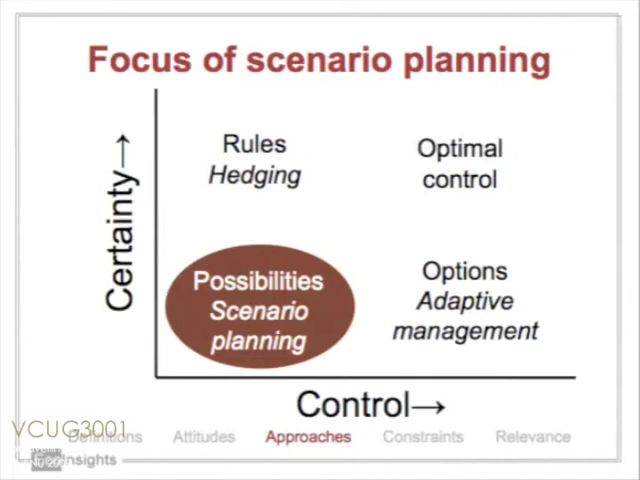 Focus of scenario planning
Certainty→
Rules
Hedging
Optimal
control
Possibilities
Scenario
planning
Options
Adaptive
management
Control→
VCUG3001
Definitions Attitudes Approaches Constraints Relevance